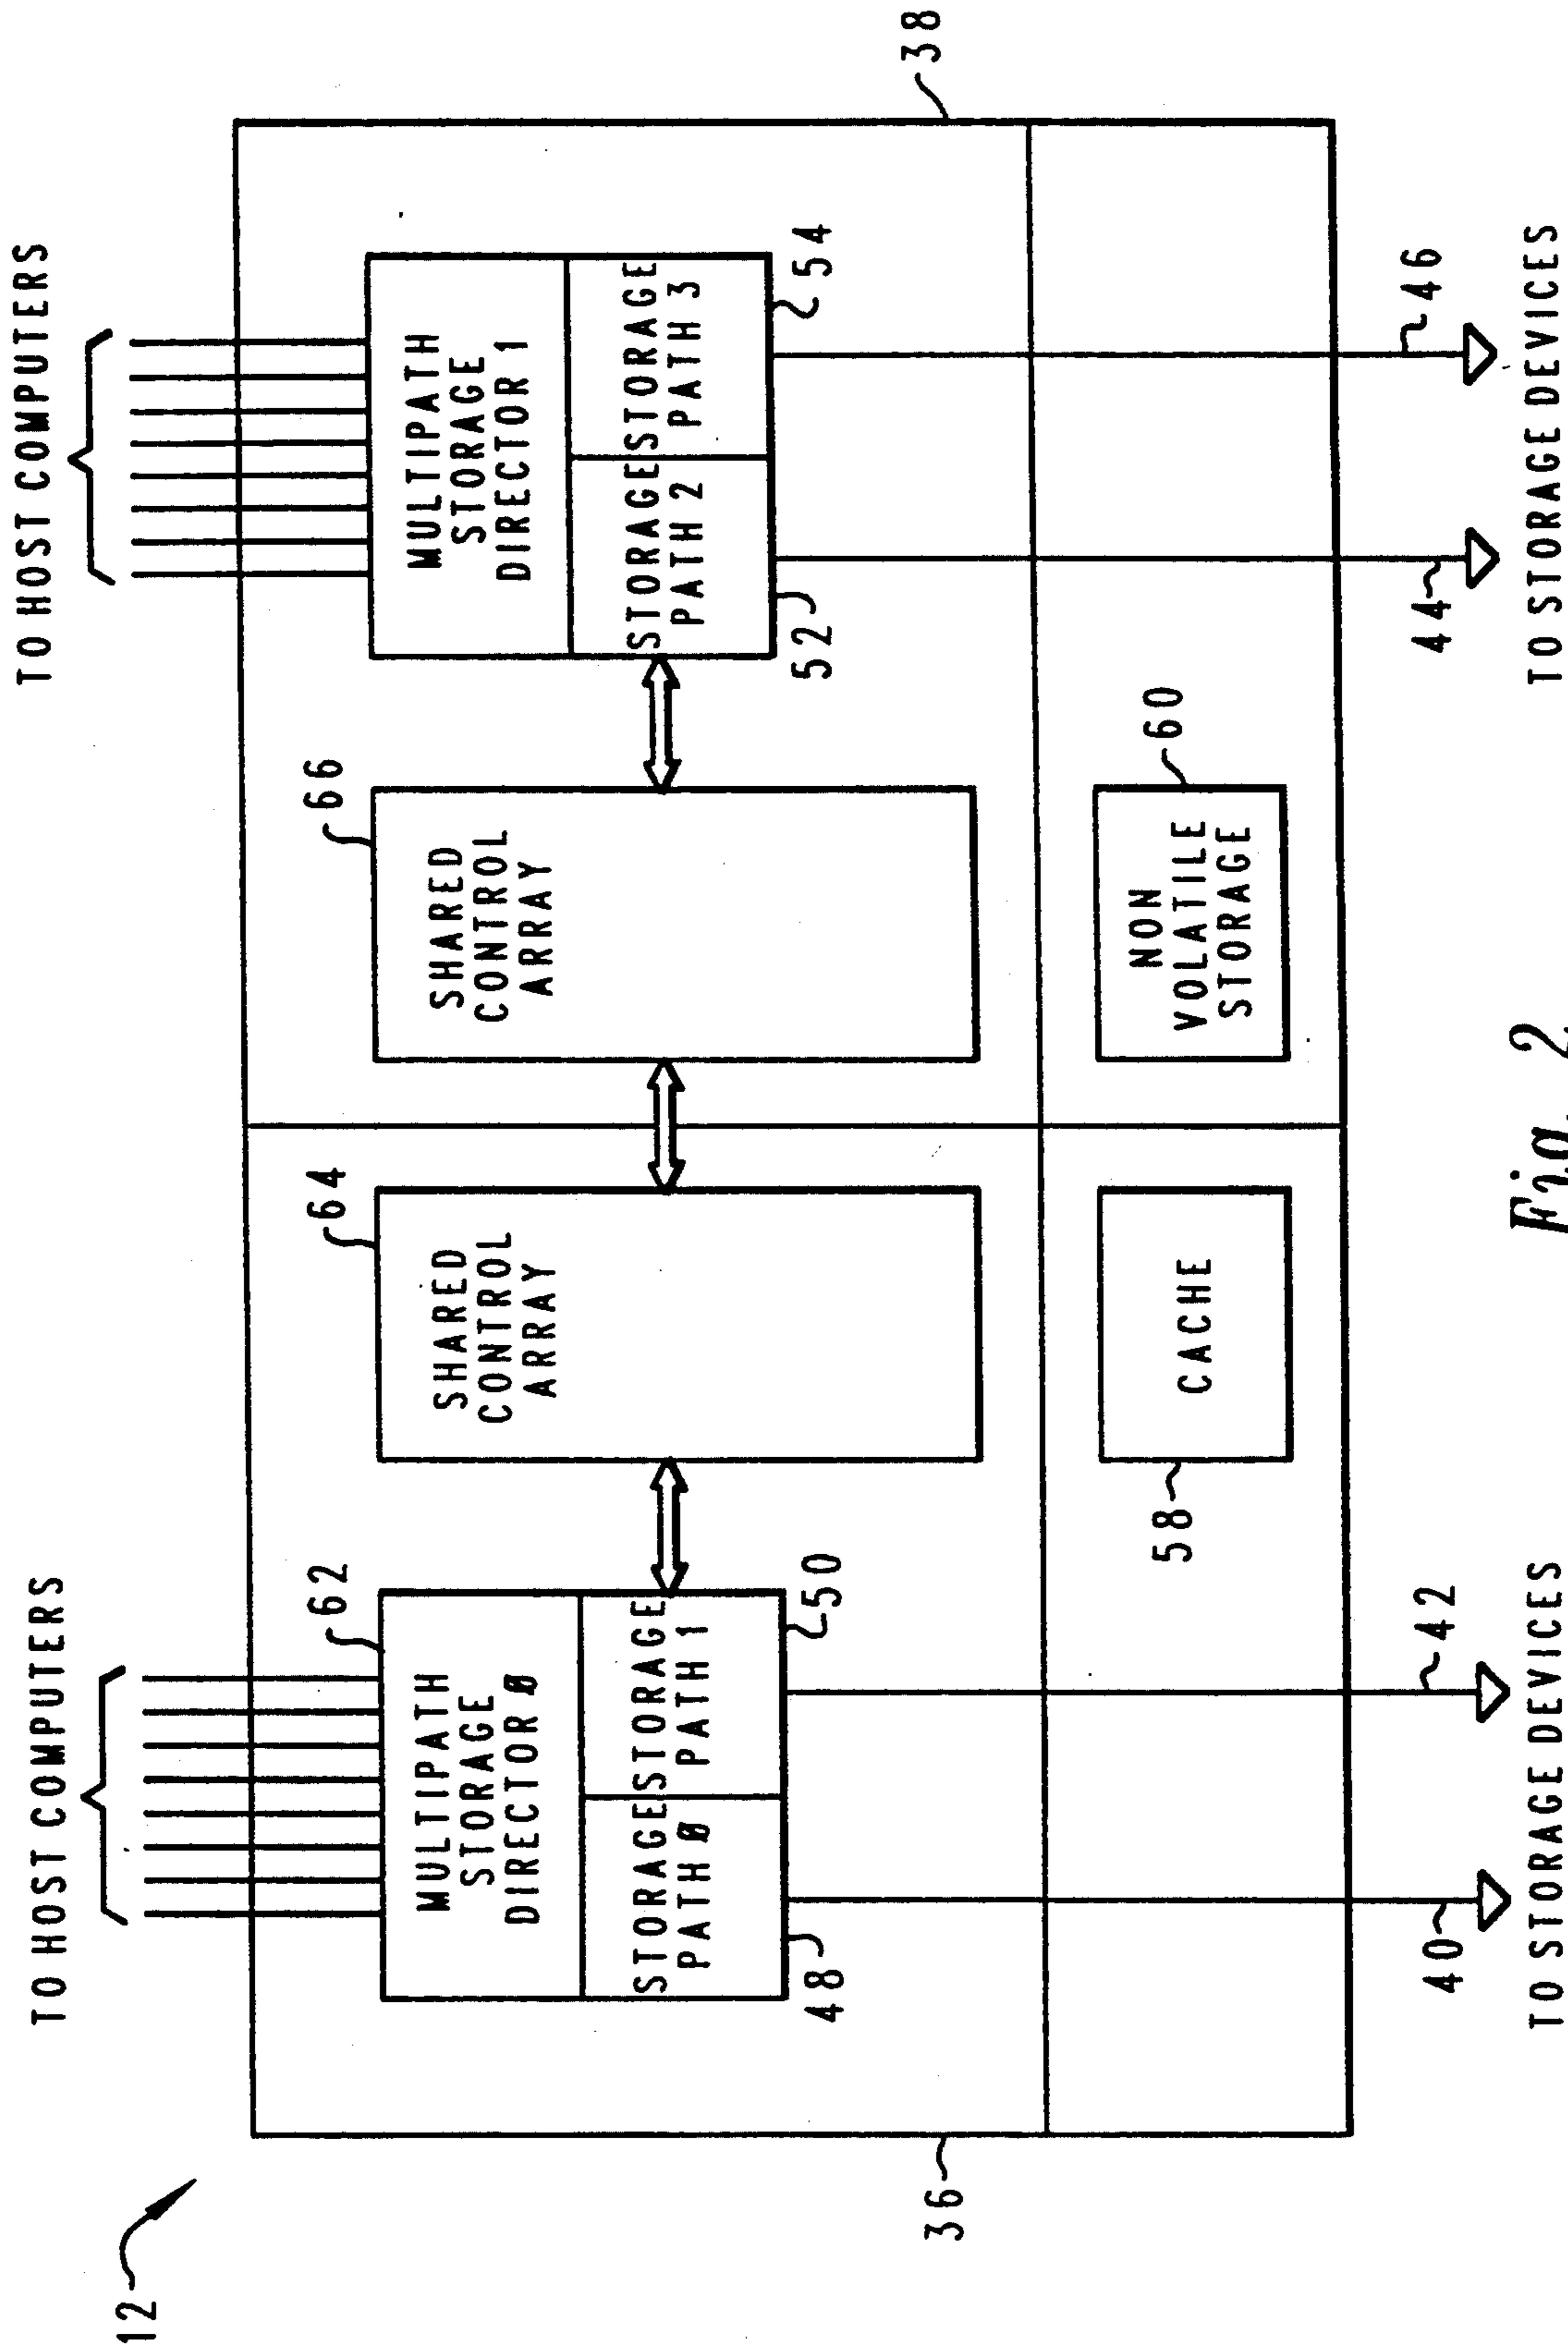 12
TO HOST COMPUTERS
TO HOST COMPUTERS
62
64
66
MULTIPATH
STORAGE
DIRECTOR Ø
SHARED
CONTROL
ARRAY
SHARED
CONTROL
ARRAY
MULTIPATH
STORAGE
DIRECTOR 1
STORAGE
PATH Ø
STORAGE
PATH 1
STORAGE
PATH 2
STORAGE
PATH 3
48
50
52
54
36
38
58
CACHE
NON
VOLATILE
STORAGE
60
40
42
44
46
TO STORAGE DEVICES
TO STORAGE DEVICES
Fig. 2